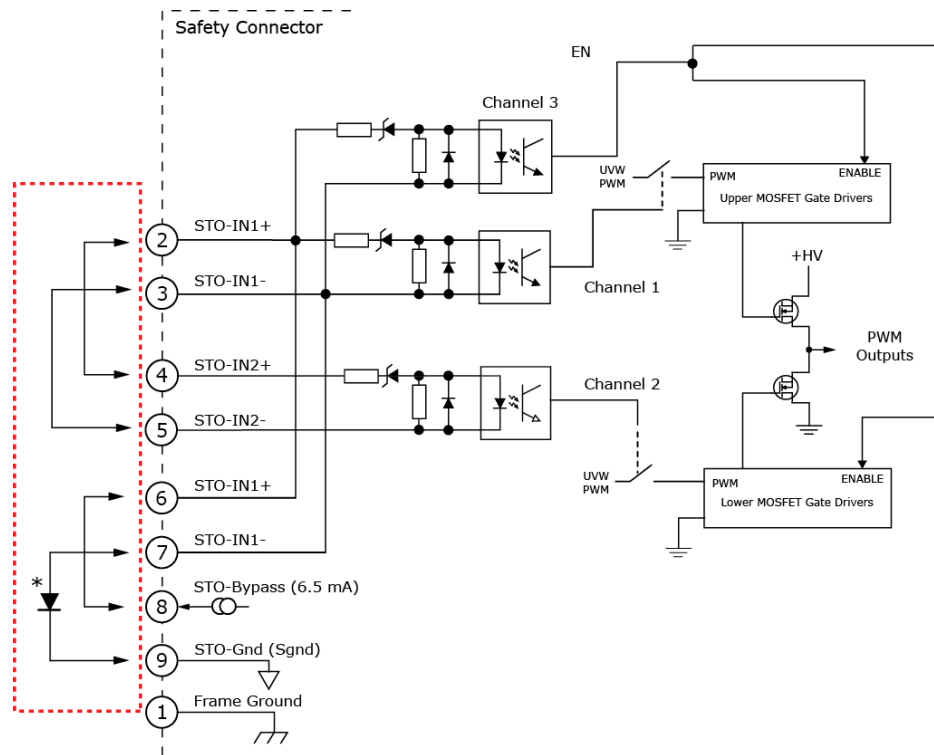 Safety Connector
EN
Channel 3
UVW
PWM
PWM
ENABLE
Upper MOSFET Gate Drivers
2
STO-IN1+
3
STO-IN1-
Channel 1
+HV
PWM
Outputs
4
STO-IN2+
Channel 2
5
STO-IN2-
UVW
PWM
PWM
ENABLE
Lower MOSFET Gate Drivers
6
STO-IN1+
7
STO-IN1-
*
8
STO-Bypass (6.5 mA)
9
STO-Gnd (Sgnd)
1
Frame Ground